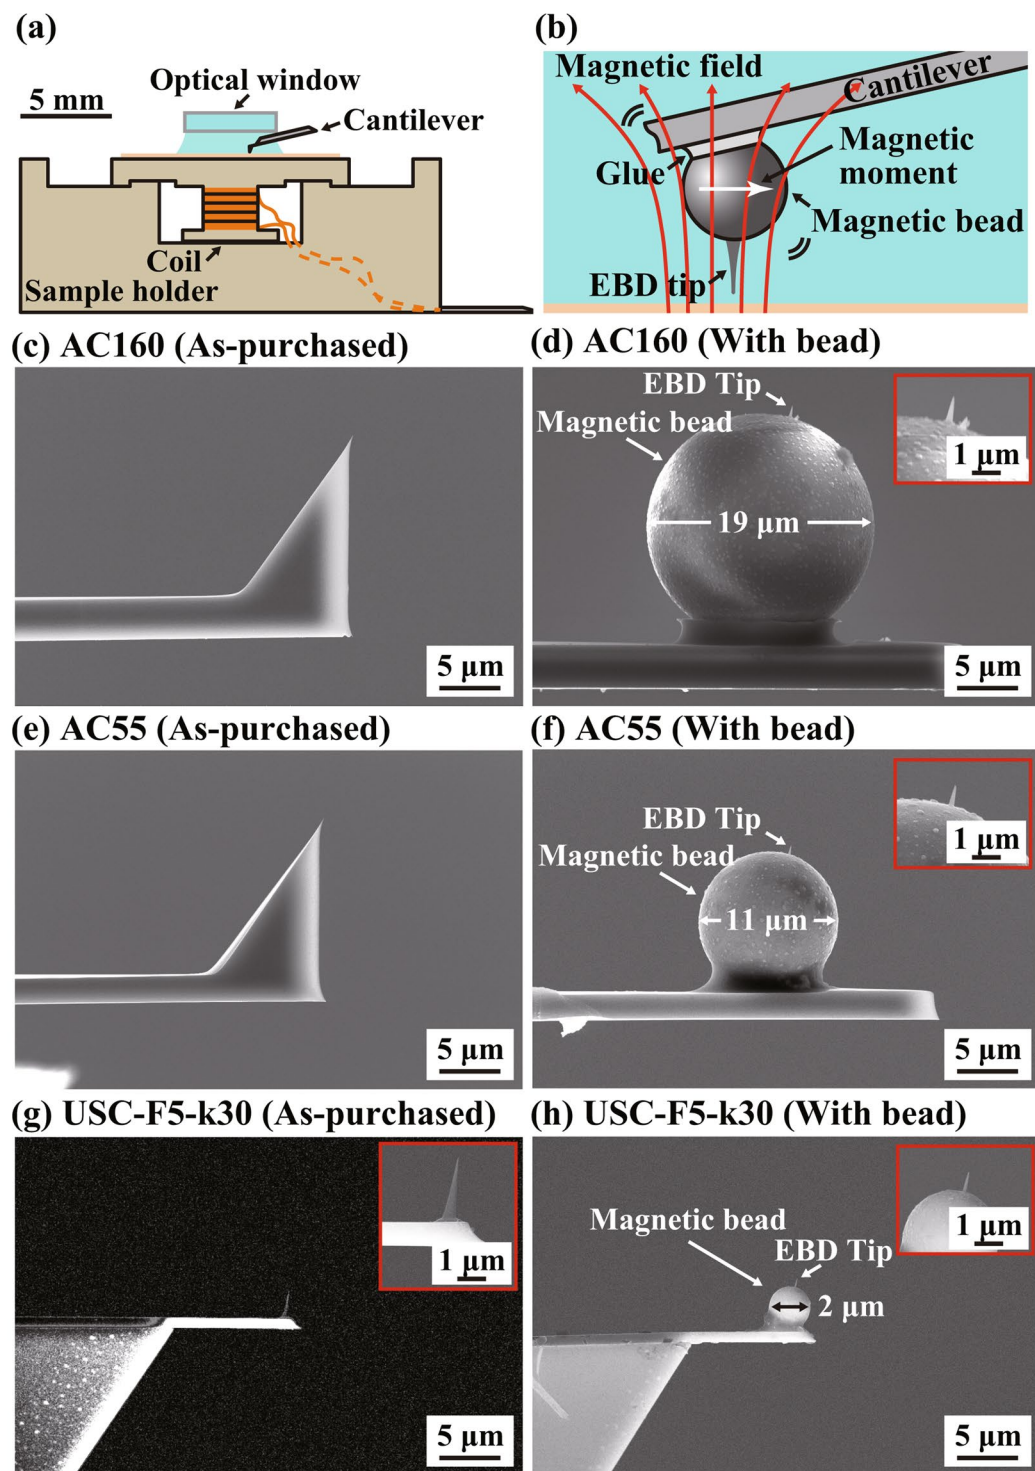 (a)
Optical window
5 mm
Cantilever
Coil
Sample holder
(b)
Magnetic field
Cantilever
Glue
Magnetic moment
Magnetic bead
EBD tip
(c) AC160 (As-purchased)
5 μm
(d) AC160 (With bead)
EBD Tip
Magnetic bead
1 μm
19 μm
5 μm
(e) AC55 (As-purchased)
5 μm
(f) AC55 (With bead)
EBD Tip
Magnetic bead
1 μm
11 μm
5 μm
(g) USC-F5-k30 (As-purchased)
1 μm
5 μm
(h) USC-F5-k30 (With bead)
Magnetic bead
1 μm
EBD Tip
2 μm
5 μm